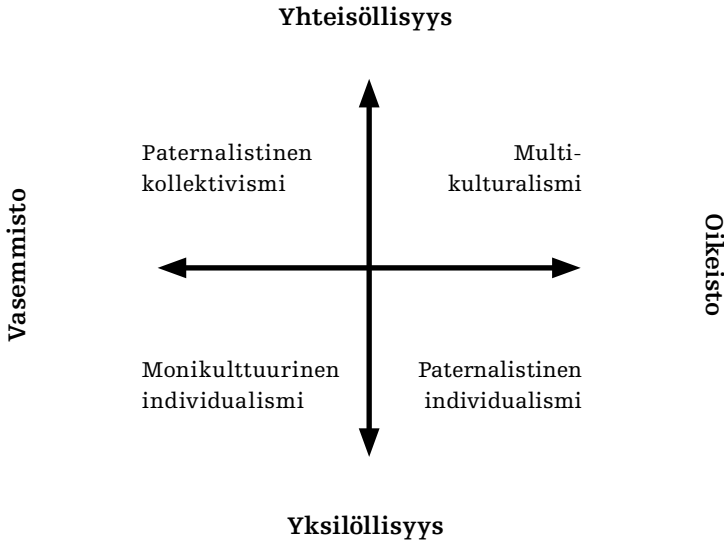 Yhteisöllisyys
Paternalistinen
kollektivismi
Multi-
kulturalismi
Vasemmisto
Oikeisto
Monikulttuurinen
individualismi
Paternalistinen
individualismi
Yksilöllisyys